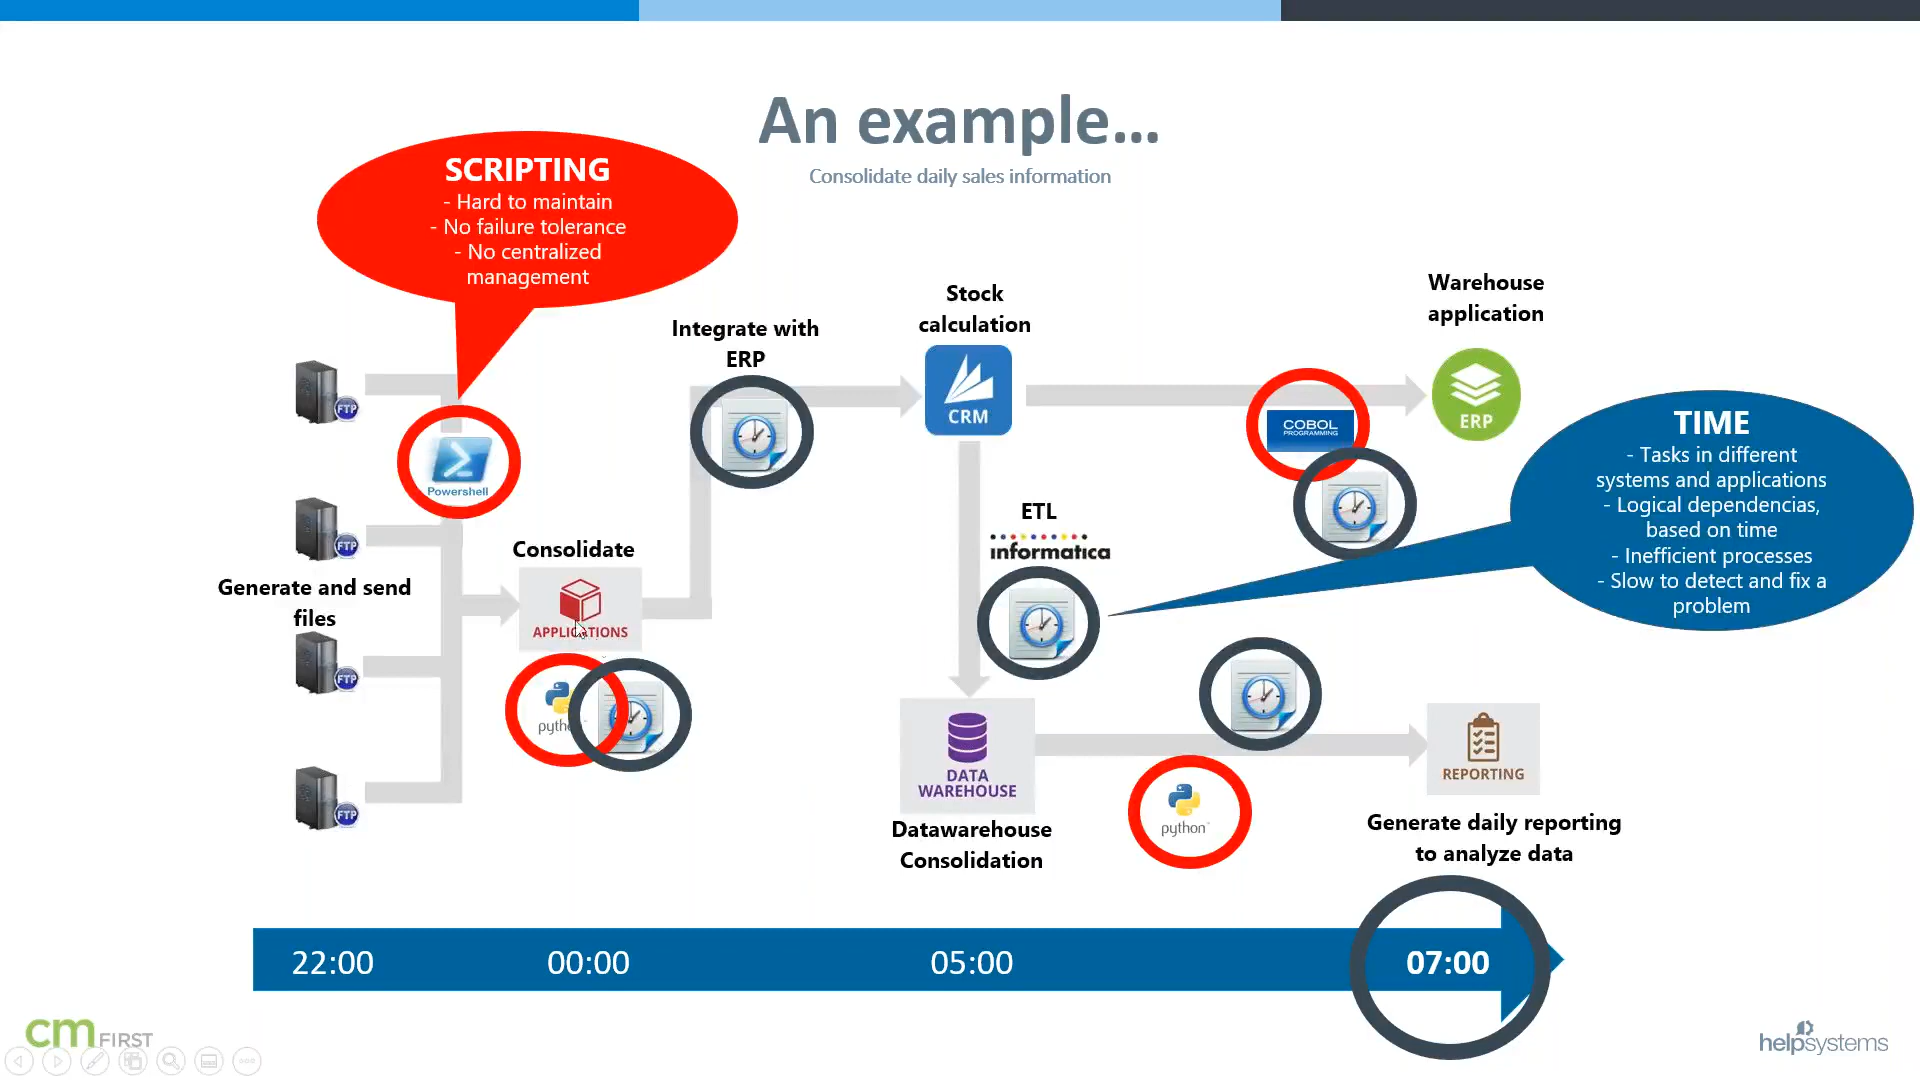 An example...
Consolidate daily sales information
SCRIPTING
- Hard to maintain
- No failure tolerance
- No centralized
management
Stock
calculation
Warehouse
application
Integrate with
ERP
CRM
ERP
FTP
Powershell
COBOL
PROGRAMMING
TIME
- Tasks in different
systems and applications
- Logical dependencias,
based on time
- Inefficient processes
- Slow to detect and fix a
problem
ETL
informatica
FTP
Consolidate
APPLICATIONS
Generate and send
files
FTP
python
DATA
WAREHOUSE
REPORTING
FTP
python
Datawarehouse
Consolidation
Generate daily reporting
to analyze data
22:00
00:00
05:00
07:00
cm FIRST
helpsystems